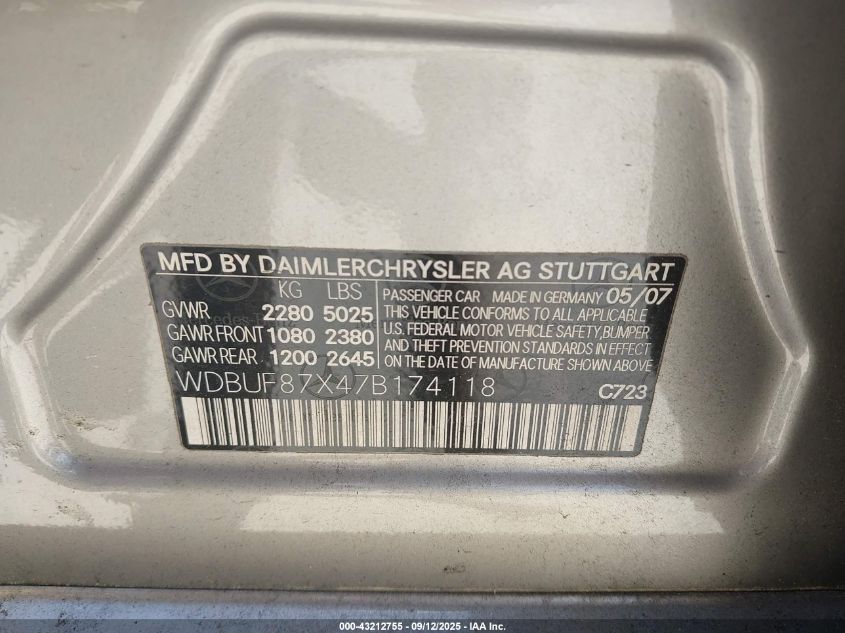 MFD BY DAIMLERCHRYSLER AG STUTTGART
KG LBS
GVWR 2280 5025
GAWR FRONT 1080 2380
GAWR REAR 1200 2645
PASSENGER CAR MADE IN GERMANY 05/07
THIS VEHICLE CONFORMS TO ALL APPLICABLE
U.S. FEDERAL MOTOR VEHICLE SAFETY, BUMPER
AND THEFT PREVENTION STANDARDS IN EFFECT
ON THE DATE OF MANUFACTURE SHOWN ABOVE
WDBUF87X47B174118
C723
000-43212755 - 09/12/2025 - IAA Inc.